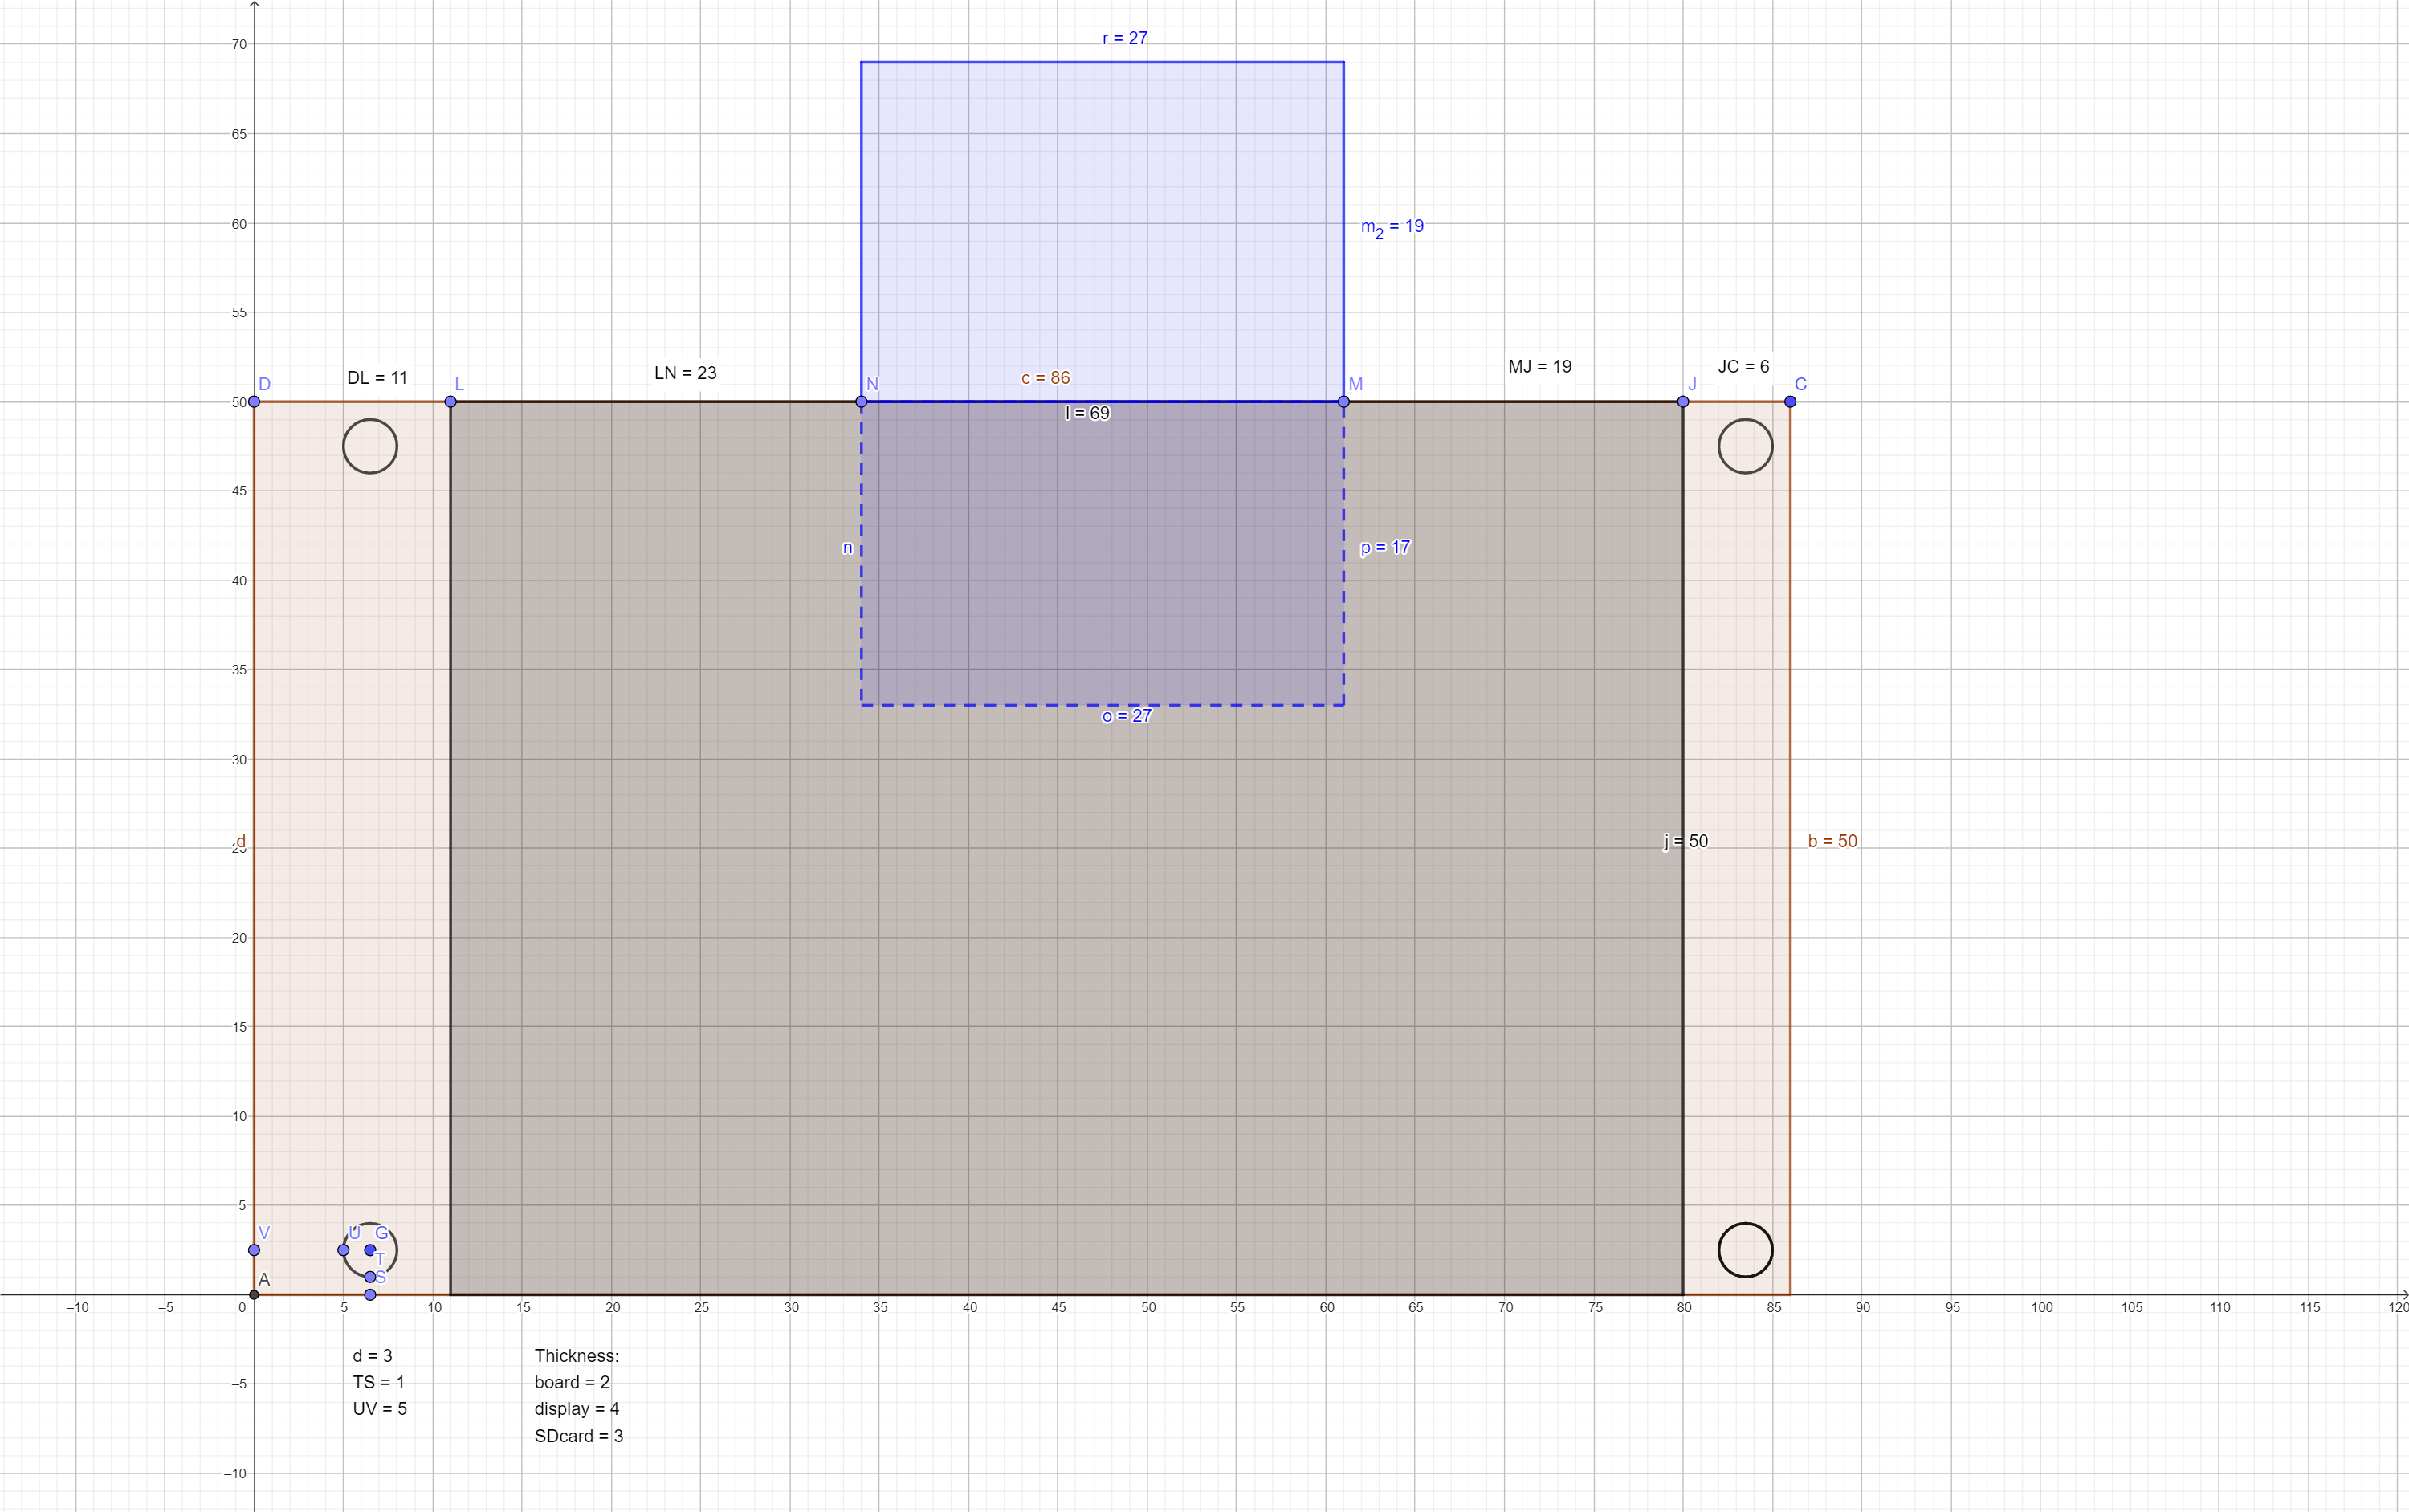 70
r = 27
65
60
m₂ = 19
55
DL = 11
LN = 23
c = 86
MJ = 19
JC = 6
D
L
N
M
J
C
50
l = 69
45
n
p = 17
40
35
o = 27
30
d
25
j = 50
b = 50
20
15
10
5
V
U
G
T
A
S
–10
–5
0
5
10
15
20
25
30
35
40
45
50
55
60
65
70
75
80
85
90
95
100
105
110
115
120
d = 3
Thickness:
–5
TS = 1
board = 2
UV = 5
display = 4
SDcard = 3
–10